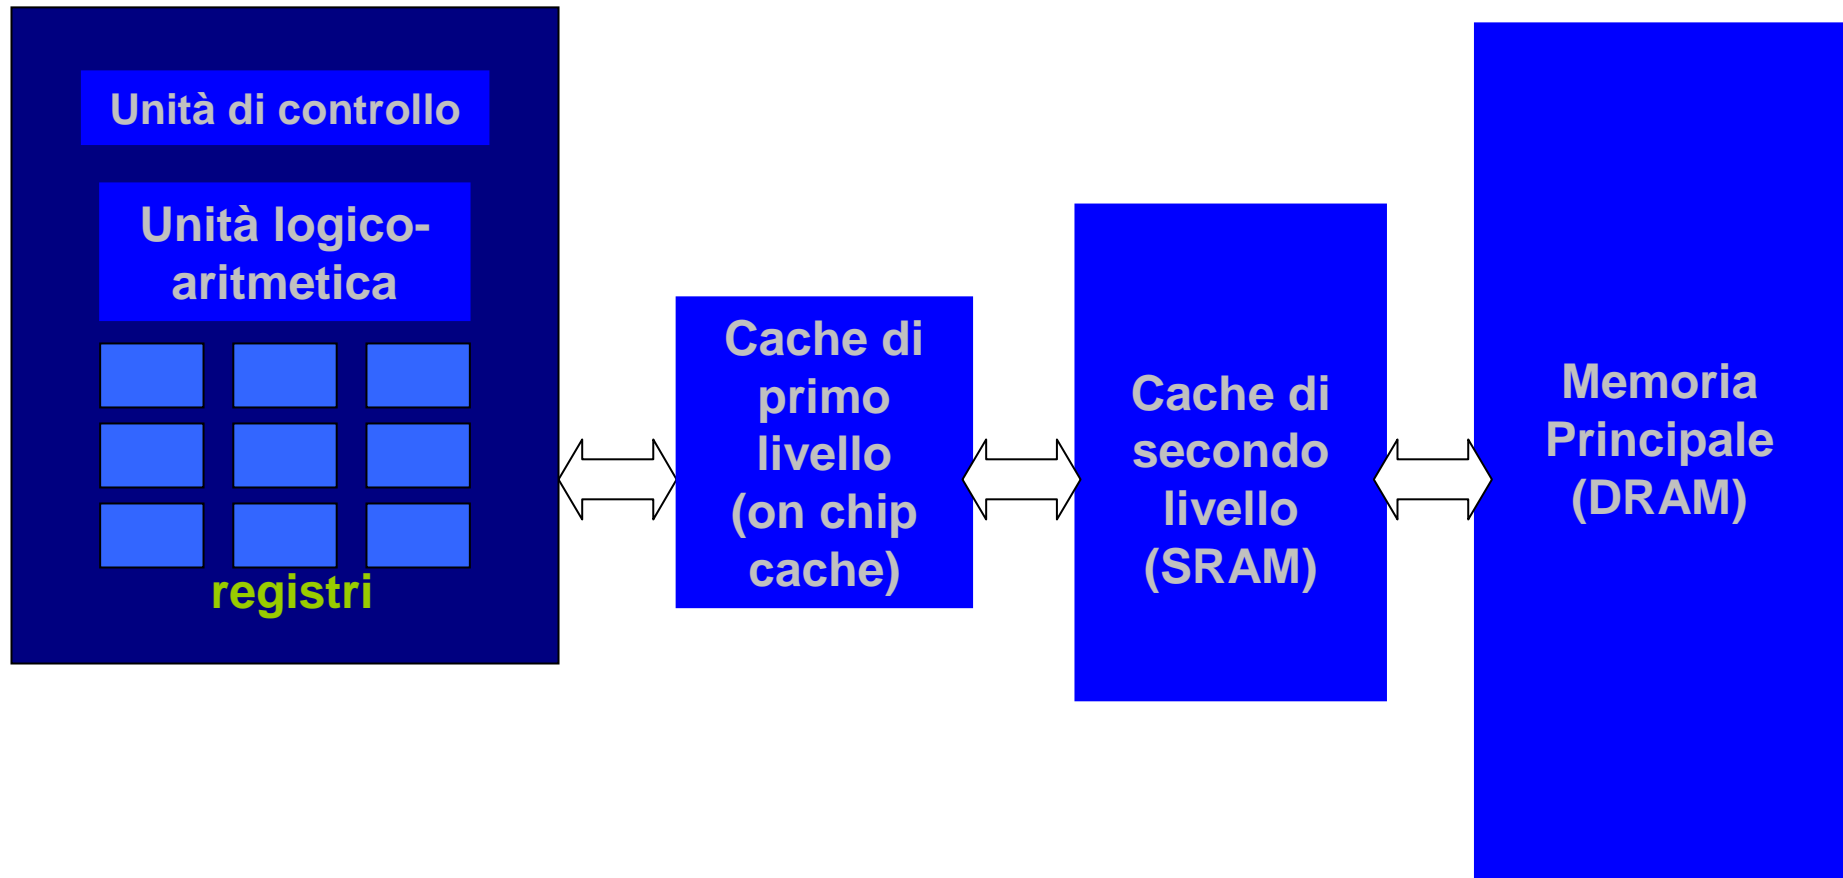 Unità di controllo
Unità logico-
aritmetica
registri
Cache di
primo
livello
(on chip
cache)
Cache di
secondo
livello
(SRAM)
Memoria
Principale
(DRAM)